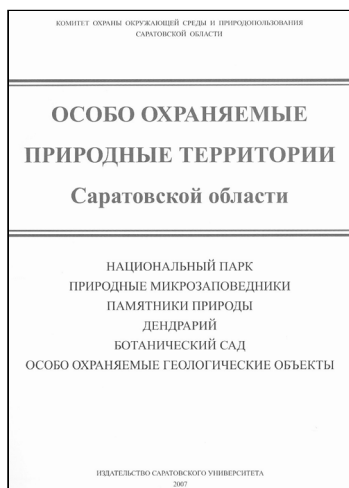 КОМИТЕТ ОХРАНЫ ОКРУЖАЮЩЕЙ СРЕДЫ И ПРИРОДОПОЛЬЗОВАНИЯ
САРАТОВСКОЙ ОБЛАСТИ
ОСОБО ОХРАНЯЕМЫЕ
ПРИРОДНЫЕ ТЕРРИТОРИИ
Саратовской области
НАЦИОНАЛЬНЫЙ ПАРК
ПРИРОДНЫЕ МИКРОЗАПОВЕДНИКИ
ПАМЯТНИКИ ПРИРОДЫ
ДЕНДРАРИЙ
БОТАНИЧЕСКИЙ САД
ОСОБО ОХРАНЯЕМЫЕ ГЕОЛОГИЧЕСКИЕ ОБЪЕКТЫ
ИЗДАТЕЛЬСТВО САРАТОВСКОГО УНИВЕРСИТЕТА
2007